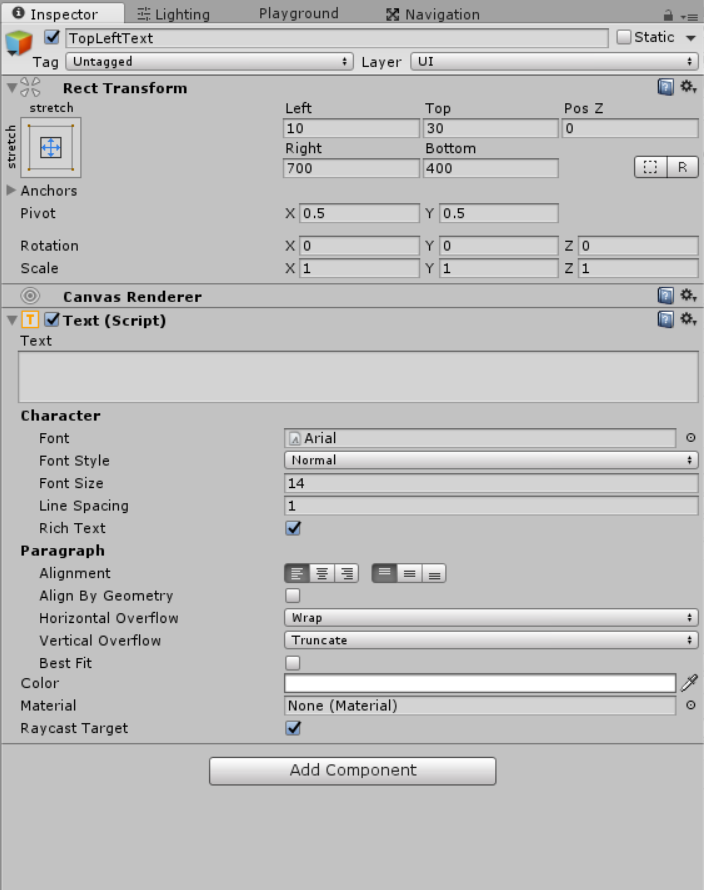 Inspector Lighting Playground Navigation
TopLeftText Static
Tag Untagged Layer UI
Rect Transform
stretch Left Top Pos Z
stretch
10 30 0
Right Bottom
700 400 R
Anchors
Pivot X 0.5 Y 0.5
Rotation X 0 Y 0 Z 0
Scale X 1 Y 1 Z 1
Canvas Renderer
T Text (Script)
Text
Character
Font Arial
Font Style Normal
Font Size 14
Line Spacing 1
Rich Text
Paragraph
Alignment
Align By Geometry
Horizontal Overflow Wrap
Vertical Overflow Truncate
Best Fit
Color
Material None (Material)
Raycast Target
Add Component